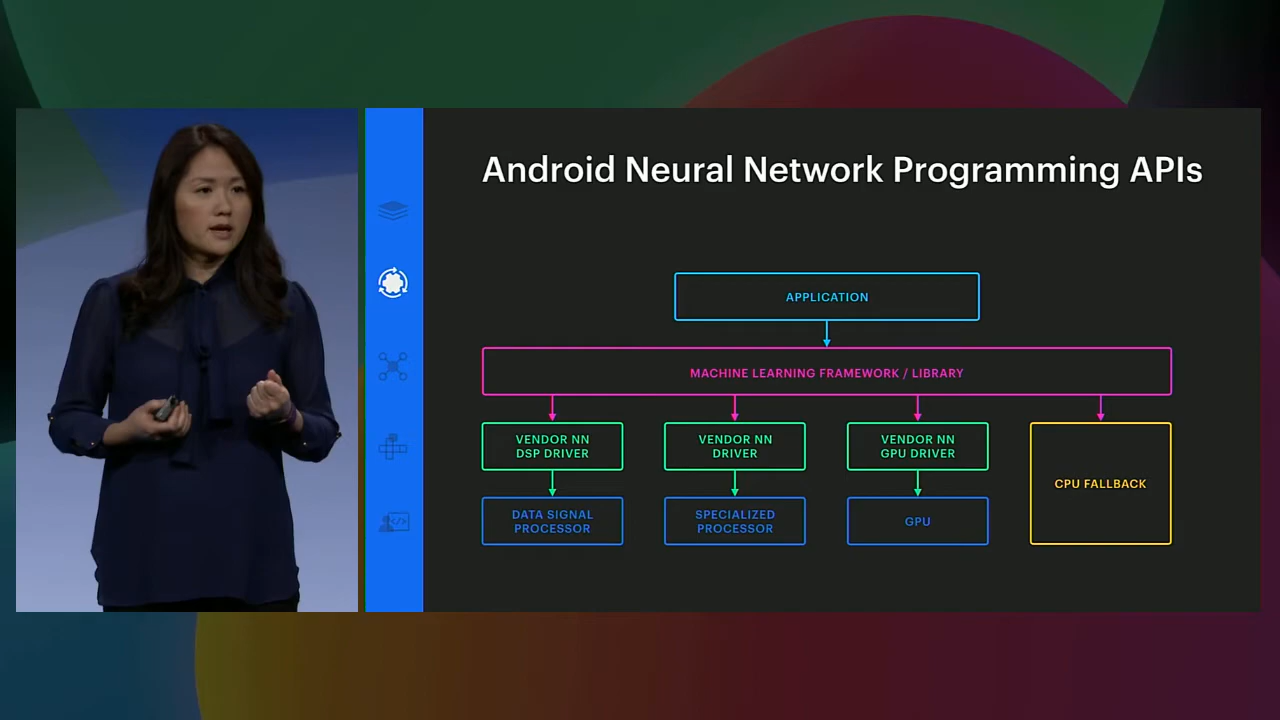 Android Neural Network Programming APIs
APPLICATION
MACHINE LEARNING FRAMEWORK / LIBRARY
VENDOR NN
DSP DRIVER
VENDOR NN
DRIVER
VENDOR NN
GPU DRIVER
CPU FALLBACK
DATA SIGNAL
PROCESSOR
SPECIALIZED
PROCESSOR
GPU